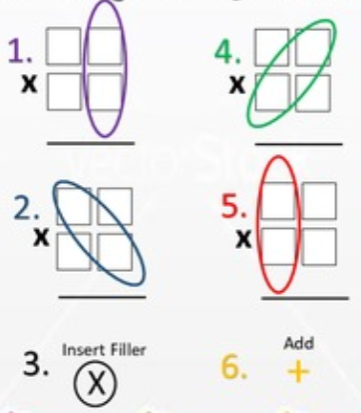 1.
X
4.
X
2.
X
5.
X
3. Insert Filler
X
6. Add
+